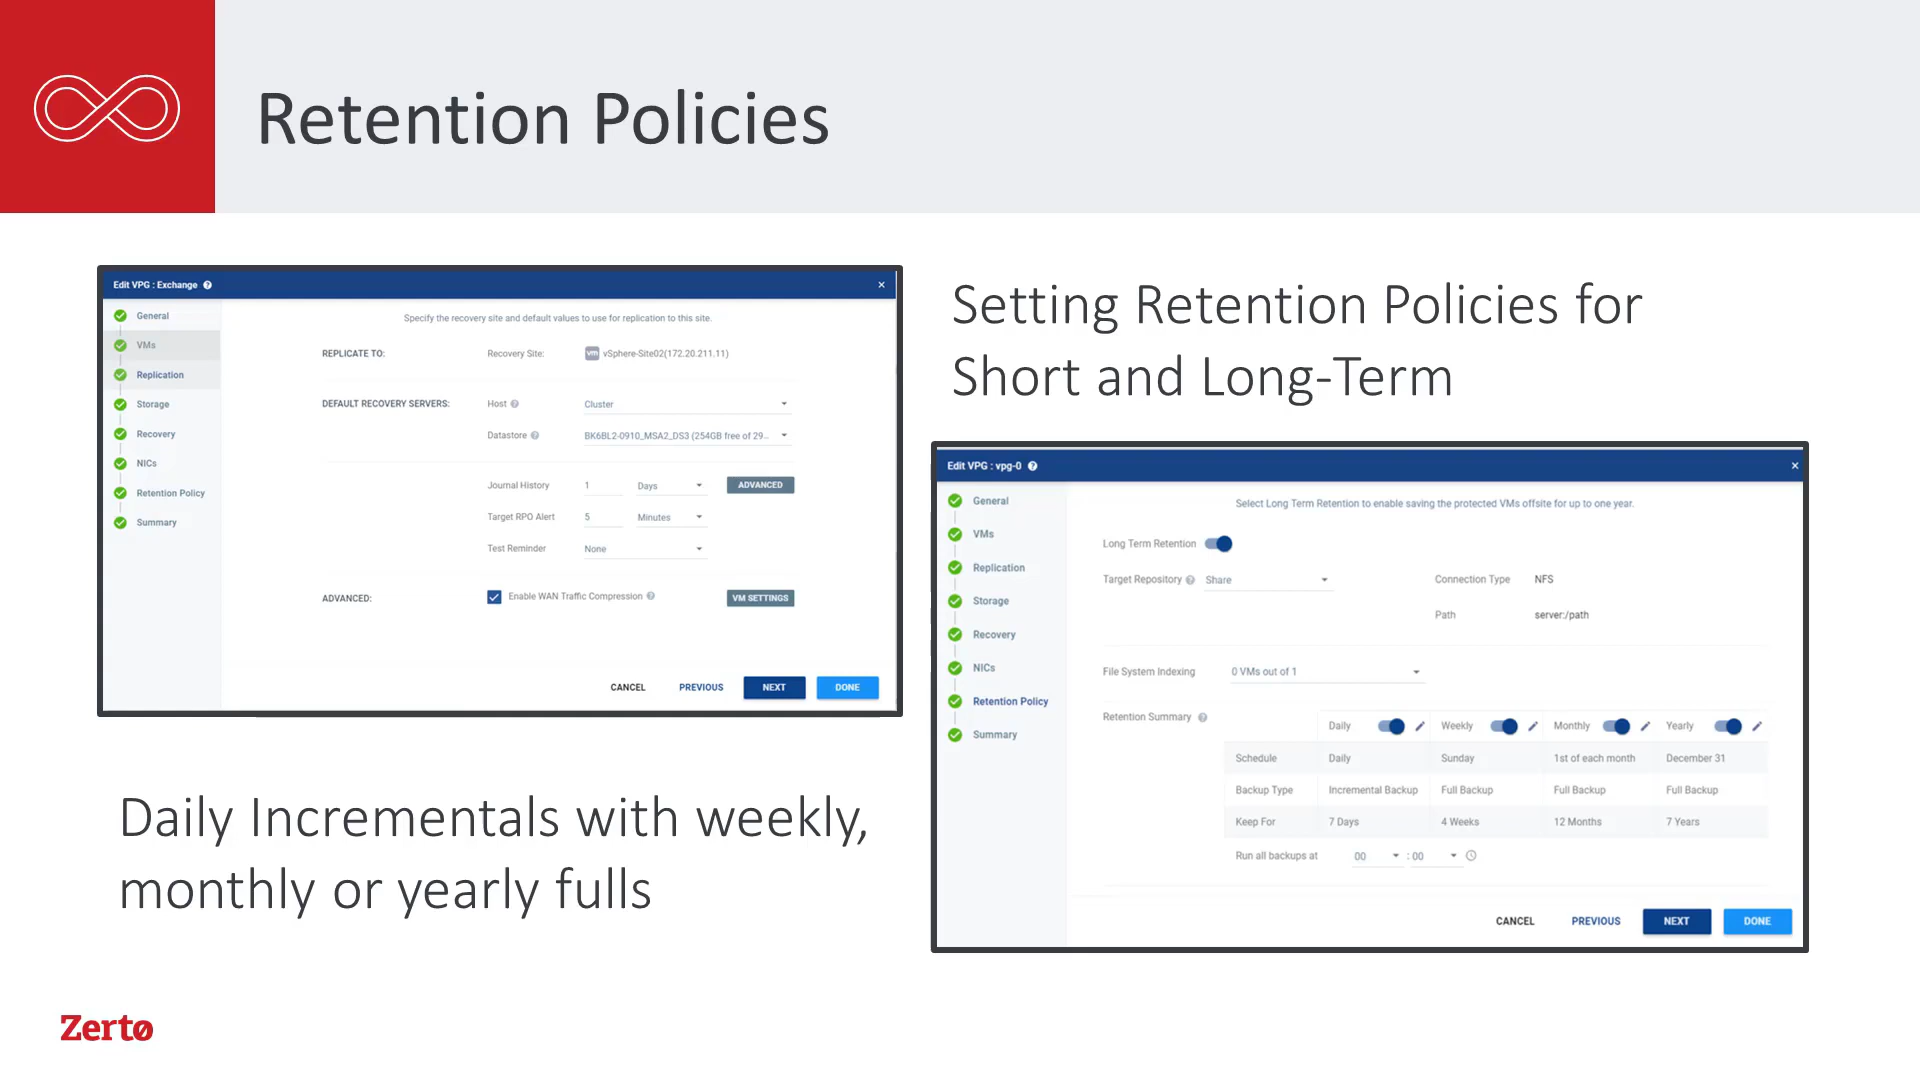 Retention Policies
Edit VPG : Exchange ?
×
General
VMs
Replication
Storage
Recovery
NICs
Retention Policy
Summary
Specify the recovery site and default values to use for replication to this site.
REPLICATE TO: Recovery Site: vm vSphere-Site02(172.20.211.11)
DEFAULT RECOVERY SERVERS: Host ? Cluster
Datastore ? BK6BL2-0910_MSA2_DS3 (254GB free of 29...
Journal History 1 Days ADVANCED
Target RPO Alert 5 Minutes
Test Reminder None
ADVANCED: Enable WAN Traffic Compression ? VM SETTINGS
CANCEL PREVIOUS NEXT DONE
Setting Retention Policies for
Short and Long-Term
Edit VPG : vpg-0 ?
×
General
VMs
Replication
Storage
Recovery
NICs
Retention Policy
Summary
Select Long Term Retention to enable saving the protected VMs offsite for up to one year.
Long Term Retention
Target Repository ? Share Connection Type NFS
Path server:/path
File System Indexing 0 VMs out of 1
Retention Summary ?
Daily Weekly Monthly Yearly
Schedule Daily Sunday 1st of each month December 31
Backup Type Incremental Backup Full Backup Full Backup Full Backup
Keep For 7 Days 4 Weeks 12 Months 7 Years
Run all backups at 00 : 00
CANCEL PREVIOUS NEXT DONE
Daily Incrementals with weekly,
monthly or yearly fulls
Zerto